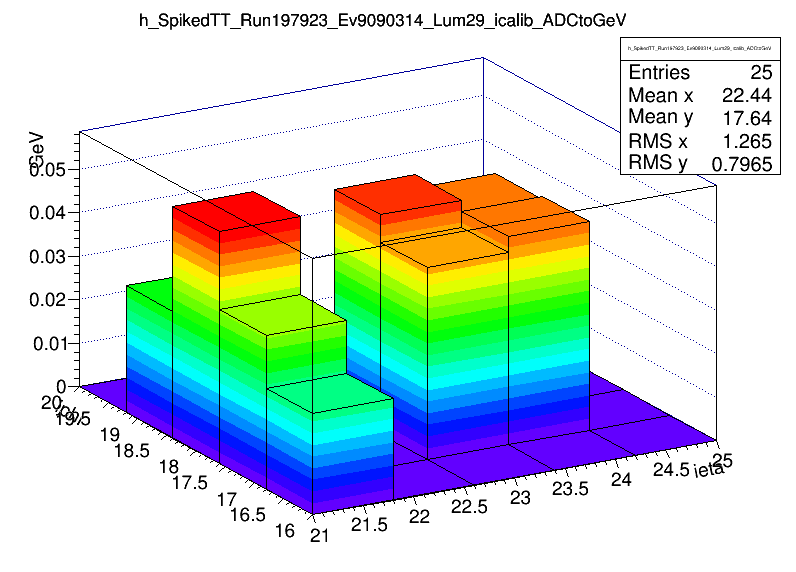 h_SpikedTT_Run197923_Ev9090314_Lum29_icalib_ADCtoGeV
h_SpikedTT_Run197923_Ev9090314_Lum29_icalib_ADCtoGeV
Entries 25
Mean x 22.44
Mean y 17.64
RMS x 1.265
RMS y 0.7965
GeV
0.05
0.04
0.03
0.02
0.01
0
20
19.5
19
18.5
18
17.5
17
16.5
16
21
21.5
22
22.5
23
23.5
24
24.5
25
ieta